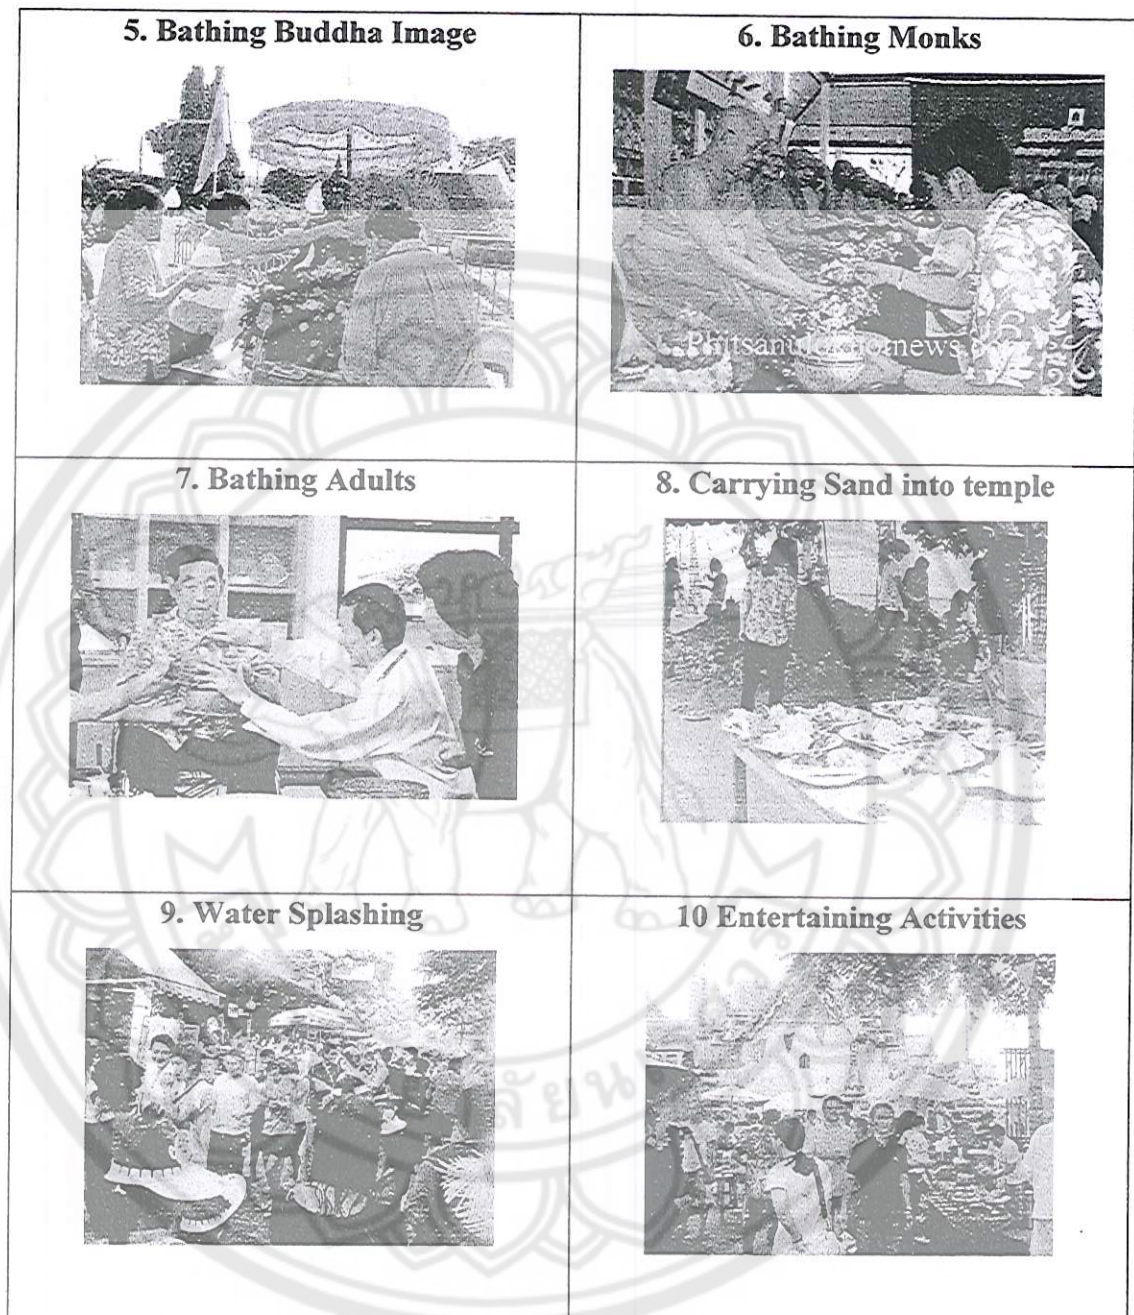 5. Bathing Buddha Image
6. Bathing Monks
7. Bathing Adults
8. Carrying Sand into temple
9. Water Splashing
10 Entertaining Activities